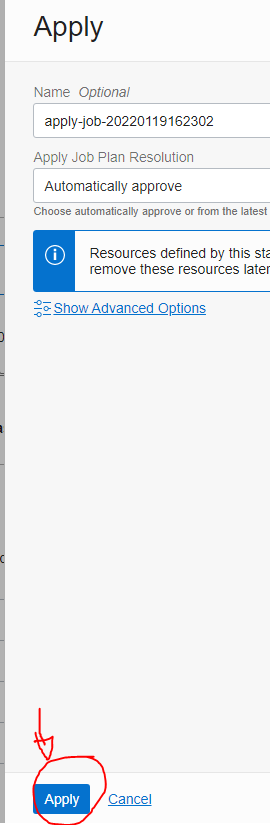 Apply
Name Optional
apply-job-20220119162302
Apply Job Plan Resolution
Automatically approve
Choose automatically approve or from the latest
Resources defined by this
remove these resources later
Show Advanced Options
Apply
Cancel